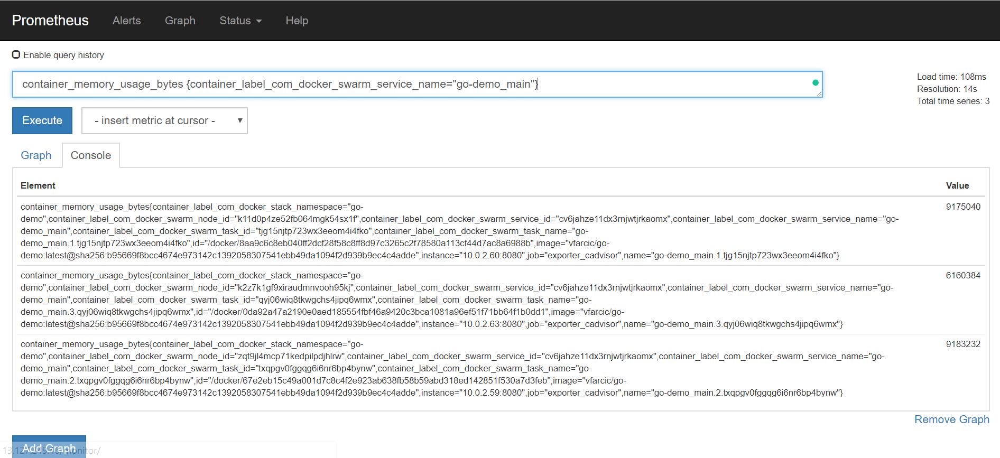 Prometheus Alerts Graph Status Help
Enable query history
container_memory_usage_bytes {container_label_com_docker_swarm_service_name="go-demo_main"}
Load time: 108ms
Resolution: 14s
Total time series: 3
Execute - insert metric at cursor -
Graph Console
Element Value
container_memory_usage_bytes{container_label_com_docker_stack_namespace="go- 9175040
demo",container_label_com_docker_swarm_node_id="k11d0p4ze52fb064mgk54sx1f",container_label_com_docker_swarm_service_id="cv6jahze11dx3rnjwtjrkaomx",container_label_com_docker_swarm_service_name="go-
demo_main",container_label_com_docker_swarm_task_id="tjg15njtp723wx3eeom4i4fko",container_label_com_docker_swarm_task_name="go-
demo_main.1.tjg15njtp723wx3eeom4i4fko",id="/docker/8aa9c6c8eb040ff2dcf28f58c8ff8d97c3265c2f78580a113cf44d7ac8a6988b",image="vfarcic/go-
demo:latest@sha256:b95669f8bcc4674e973142c1392058307541ebb49da1094f2d939b9ec4c4adde",instance="10.0.2.60:8080",job="exporter_cadvisor",name="go-demo_main.1.tjg15njtp723wx3eeom4i4fko"}
container_memory_usage_bytes{container_label_com_docker_stack_namespace="go- 6160384
demo",container_label_com_docker_swarm_node_id="k2z7k1gf9xiraudmnvooh95kj",container_label_com_docker_swarm_service_id="cv6jahze11dx3rnjwtjrkaomx",container_label_com_docker_swarm_service_name="go-
demo_main",container_label_com_docker_swarm_task_id="qyj06wiq8tkwgchs4jipq6wmx",container_label_com_docker_swarm_task_name="go-
demo_main.3.qyj06wiq8tkwgchs4jipq6wmx",id="/docker/0da92a47a2190e0aed185554fbf46a9420c3bca1081a96ef51f71bb64f1b0dd1",image="vfarcic/go-
demo:latest@sha256:b95669f8bcc4674e973142c1392058307541ebb49da1094f2d939b9ec4c4adde",instance="10.0.2.63:8080",job="exporter_cadvisor",name="go-demo_main.3.qyj06wiq8tkwgchs4jipq6wmx"}
container_memory_usage_bytes{container_label_com_docker_stack_namespace="go- 9183232
demo",container_label_com_docker_swarm_node_id="zqt9jl4mcp71kedpilpdjhlrw",container_label_com_docker_swarm_service_id="cv6jahze11dx3rnjwtjrkaomx",container_label_com_docker_swarm_service_name="go-
demo_main",container_label_com_docker_swarm_task_id="txqpgv0fggqg6i6nr6bp4bynw",container_label_com_docker_swarm_task_name="go-
demo_main.2.txqpgv0fggqg6i6nr6bp4bynw",id="/docker/67e2eb15c49a001d7c8c4f2e923ab638fb58b59abd318ed142851f530a7d3feb",image="vfarcic/go-
demo:latest@sha256:b95669f8bcc4674e973142c1392058307541ebb49da1094f2d939b9ec4c4adde",instance="10.0.2.59:8080",job="exporter_cadvisor",name="go-demo_main.2.txqpgv0fggqg6i6nr6bp4bynw"}
Remove Graph
Add Graph